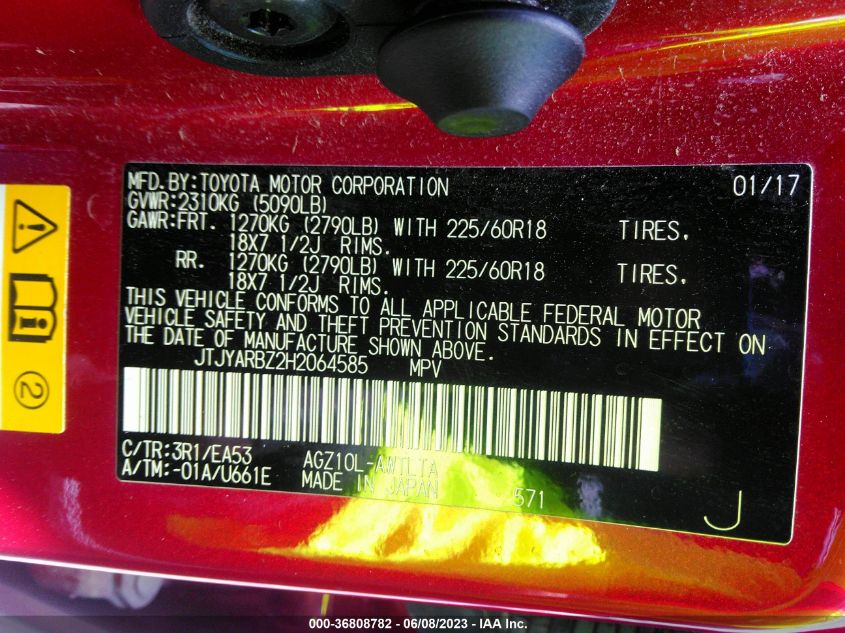 MFD.BY:TOYOTA MOTOR CORPORATION 01/17
GVWR:2310KG (5090LB)
GAWR:FRT. 1270KG (2790LB) WITH 225/60R18 TIRES,
18X7 1/2J RIMS.
RR. 1270KG (2790LB) WITH 225/60R18 TIRES,
18X7 1/2J RIMS.
THIS VEHICLE CONFORMS TO ALL APPLICABLE FEDERAL MOTOR
VEHICLE SAFETY AND THEFT PREVENTION STANDARDS IN EFFECT ON
THE DATE OF MANUFACTURE SHOWN ABOVE.
JTJYARBZ2H2064585 MPV
C/TR:3R1/EA53 AGZ10L-AWTLTA
A/TM:-01A/U661E MADE IN JAPAN 571
J
2
000-36808782 - 06/08/2023 - IAA Inc.